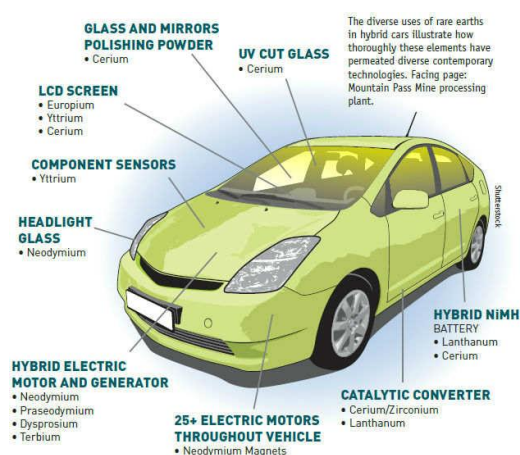 GLASS AND MIRRORS
POLISHING POWDER
• Cerium
UV CUT GLASS
• Cerium
The diverse uses of rare earths
in hybrid cars illustrate how
thoroughly these elements have
permeated diverse contemporary
technologies. Facing page:
Mountain Pass Mine processing
plant.
LCD SCREEN
• Europium
• Yttrium
• Cerium
COMPONENT SENSORS
• Yttrium
HEADLIGHT
GLASS
• Neodymium
Shutterstock
HYBRID NiMH
BATTERY
• Lanthanum
• Cerium
HYBRID ELECTRIC
MOTOR AND GENERATOR
• Neodymium
• Praseodymium
• Dysprosium
• Terbium
25+ ELECTRIC MOTORS
THROUGHOUT VEHICLE
• Neodymium Magnets
CATALYTIC CONVERTER
• Cerium/Zirconium
• Lanthanum